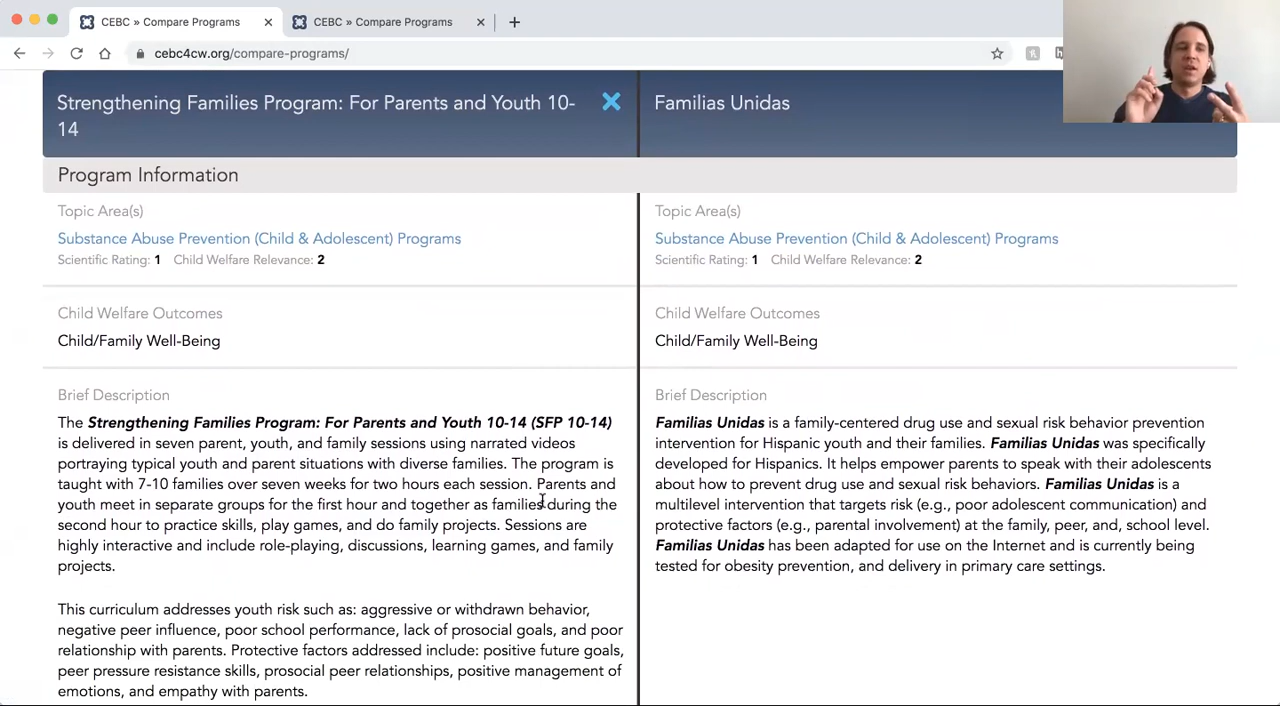 CEBC » Compare Programs
CEBC » Compare Programs
cebc4cw.org/compare-programs/
Strengthening Families Program: For Parents and Youth 10-
14
Familias Unidas
Program Information
Topic Area(s)
Substance Abuse Prevention (Child & Adolescent) Programs
Scientific Rating: 1 Child Welfare Relevance: 2
Child Welfare Outcomes
Child/Family Well-Being
Brief Description
The Strengthening Families Program: For Parents and Youth 10-14 (SFP 10-14)
is delivered in seven parent, youth, and family sessions using narrated videos
portraying typical youth and parent situations with diverse families. The program is
taught with 7-10 families over seven weeks for two hours each session. Parents and
youth meet in separate groups for the first hour and together as families during the
second hour to practice skills, play games, and do family projects. Sessions are
highly interactive and include role-playing, discussions, learning games, and family
projects.
This curriculum addresses youth risk such as: aggressive or withdrawn behavior,
negative peer influence, poor school performance, lack of prosocial goals, and poor
relationship with parents. Protective factors addressed include: positive future goals,
peer pressure resistance skills, prosocial peer relationships, positive management of
emotions, and empathy with parents.
Topic Area(s)
Substance Abuse Prevention (Child & Adolescent) Programs
Scientific Rating: 1 Child Welfare Relevance: 2
Child Welfare Outcomes
Child/Family Well-Being
Brief Description
Familias Unidas is a family-centered drug use and sexual risk behavior prevention
intervention for Hispanic youth and their families. Familias Unidas was specifically
developed for Hispanics. It helps empower parents to speak with their adolescents
about how to prevent drug use and sexual risk behaviors. Familias Unidas is a
multilevel intervention that targets risk (e.g., poor adolescent communication) and
protective factors (e.g., parental involvement) at the family, peer, and, school level.
Familias Unidas has been adapted for use on the Internet and is currently being
tested for obesity prevention, and delivery in primary care settings.